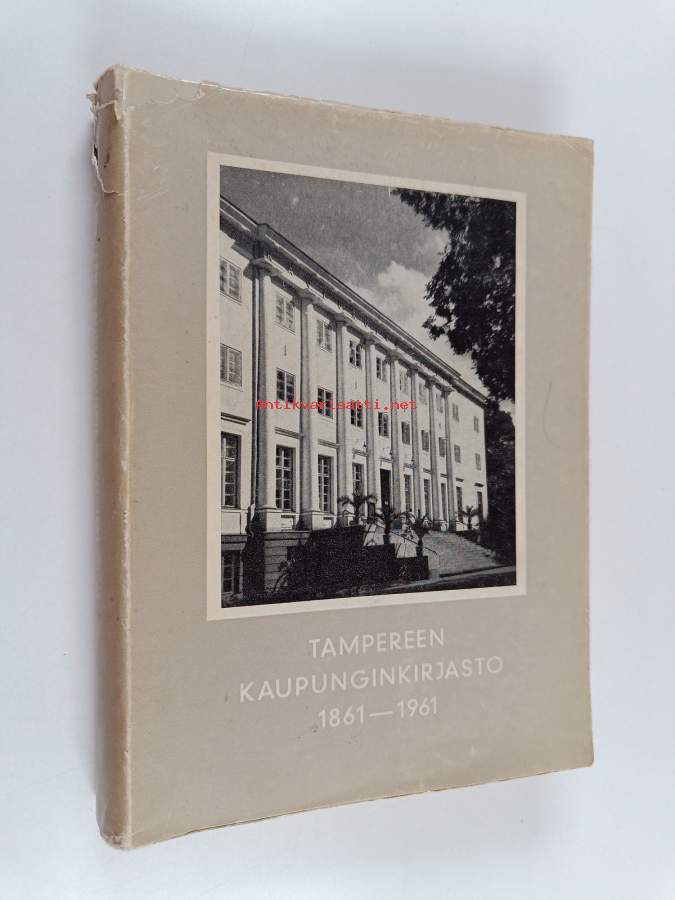 antikvariaatti.net
TAMPEREEN
KAUPUNGINKIRJASTO
1861—1961